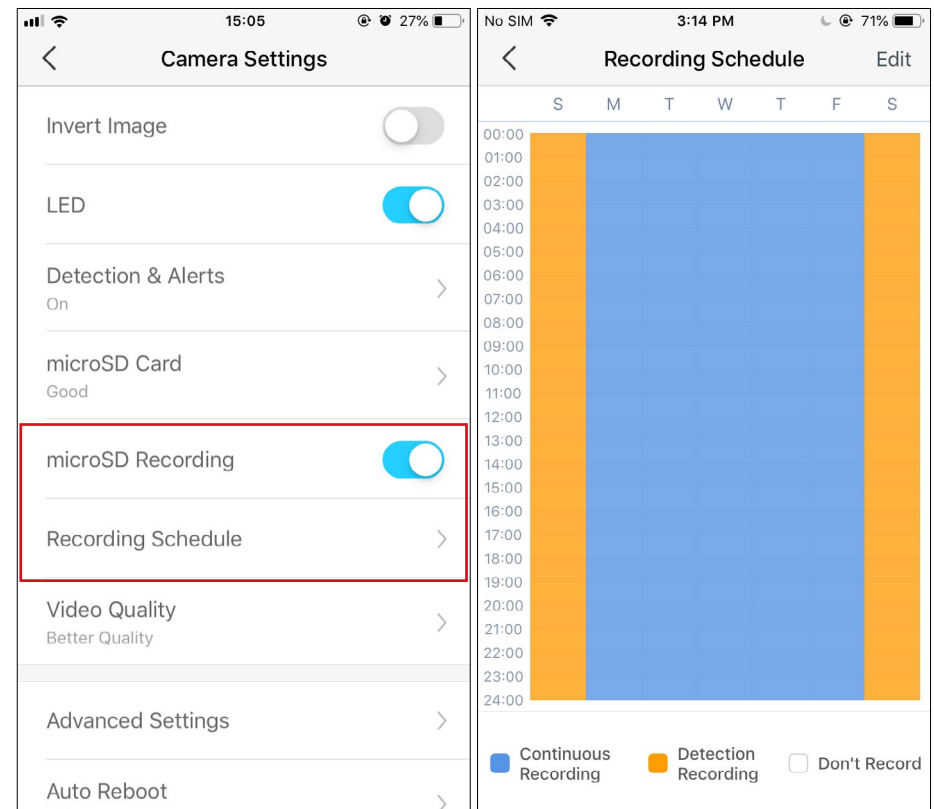 15:05
27%
Camera Settings
Invert Image
LED
Detection & Alerts
On
microSD Card
Good
microSD Recording
Recording Schedule
Video Quality
Better Quality
Advanced Settings
Auto Reboot
No SIM
3:14 PM
71%
Recording Schedule
Edit
S M T W T F S
00:00
01:00
02:00
03:00
04:00
05:00
06:00
07:00
08:00
09:00
10:00
11:00
12:00
13:00
14:00
15:00
16:00
17:00
18:00
19:00
20:00
21:00
22:00
23:00
24:00
Continuous
Recording
Detection
Recording
Don't Record